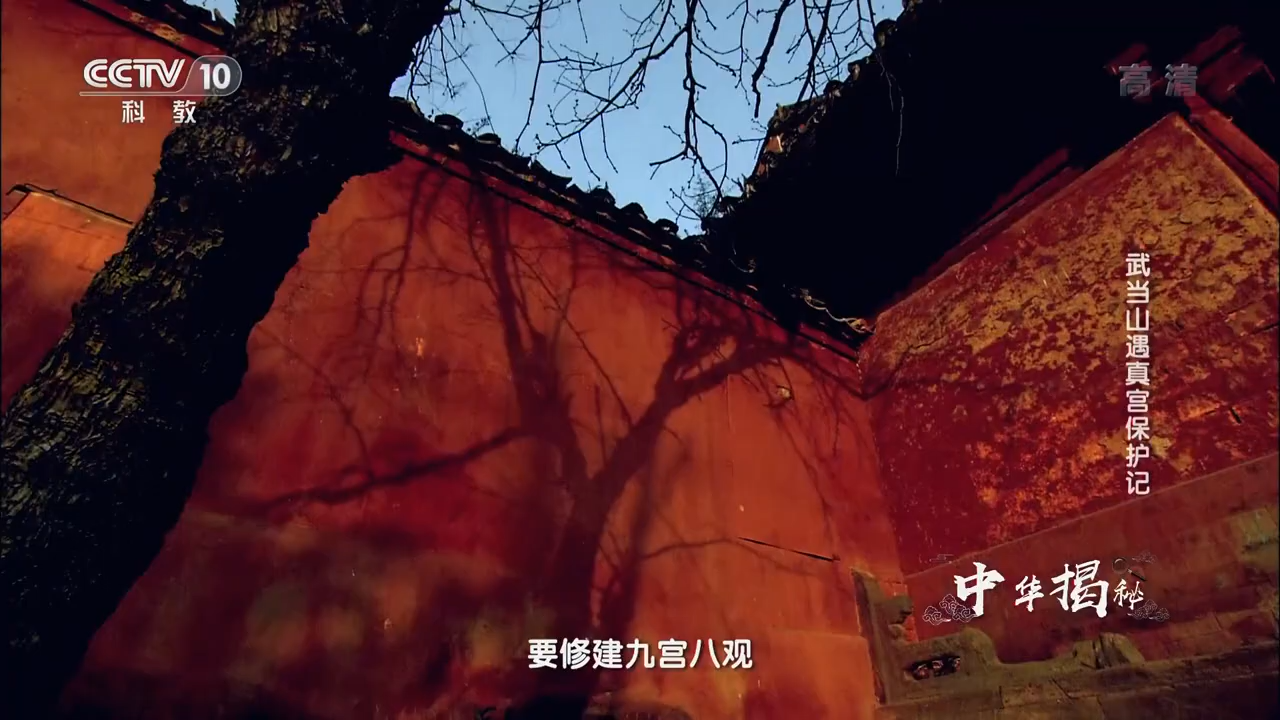 CCTV 10
科教
高清
武当山遇真宫保护记
中华揭秘
要修建九宫八观